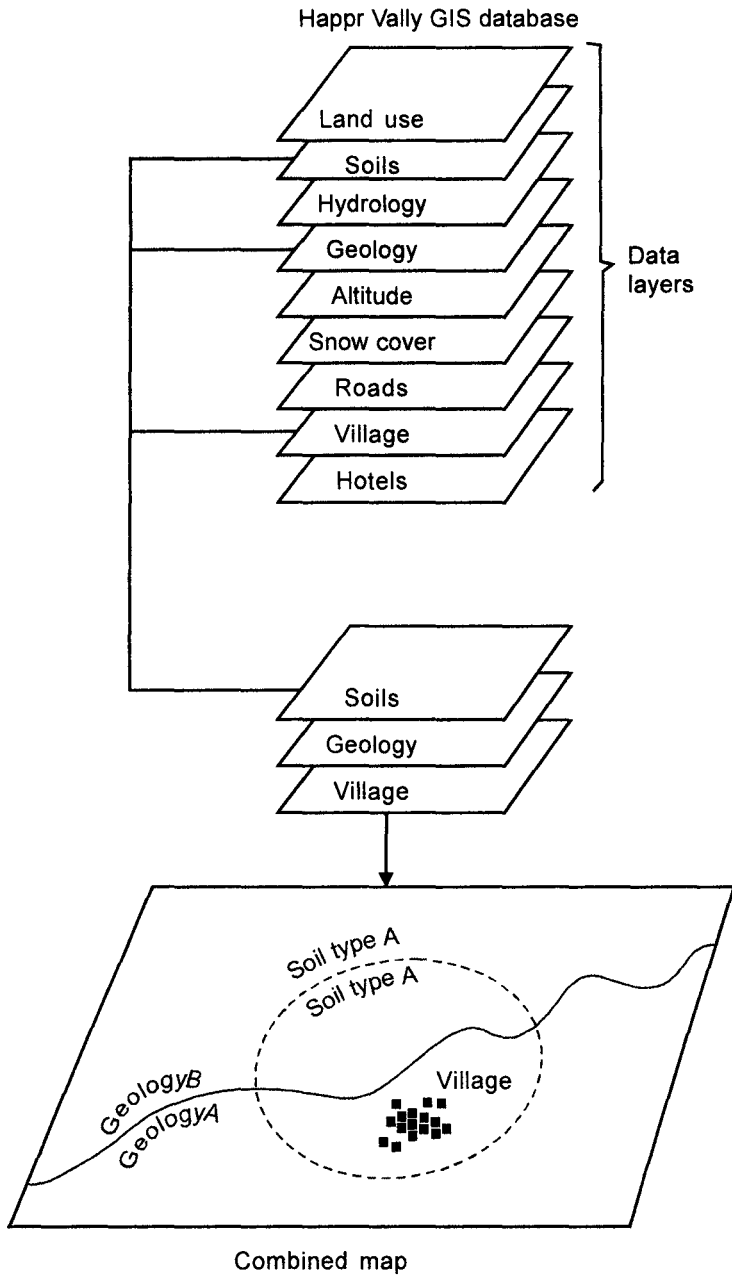 Happr Vally GIS database
Land use
Soils
Hydrology
Geology
Altitude
Snow cover
Roads
Village
Hotels
Data
layers
Soils
Geology
Village
Soil type A
Soil type A
Village
GeologyB
GeologyA
Combined map